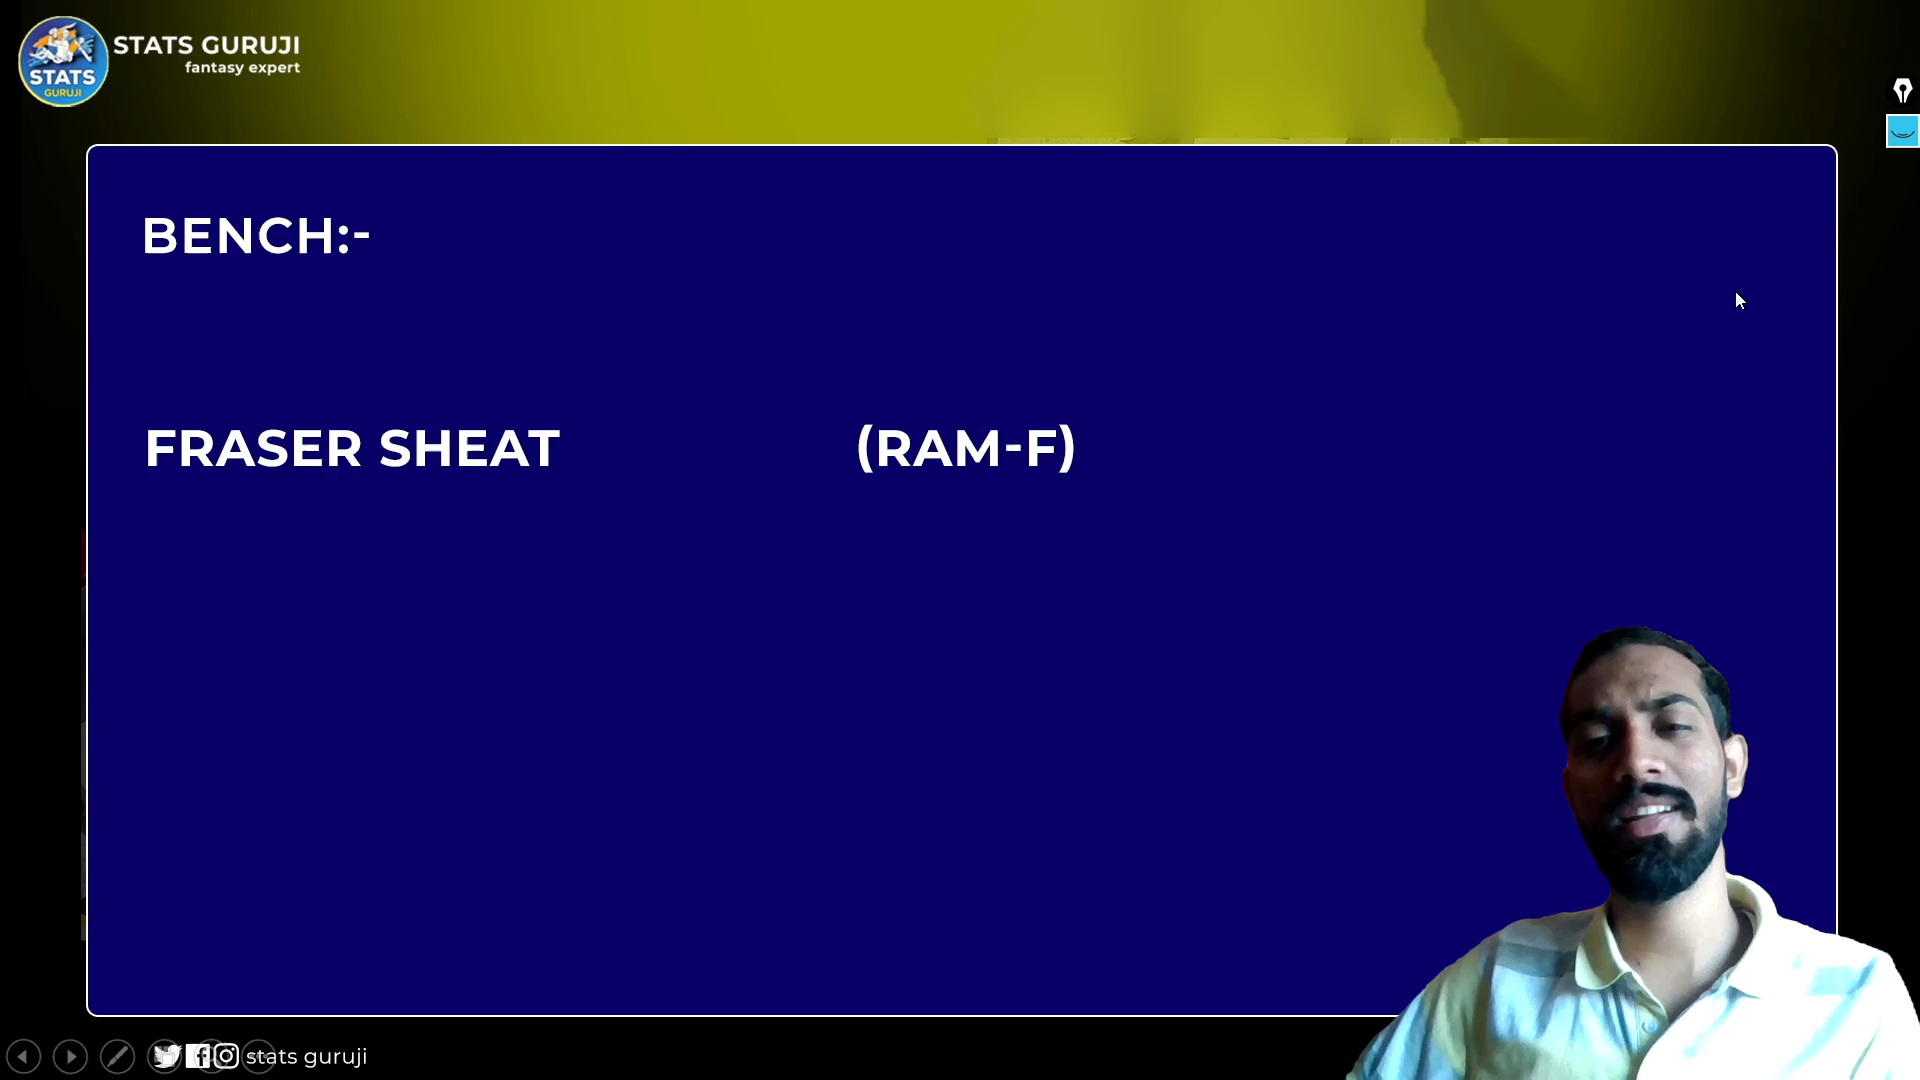 STATS GURUJI
fantasy expert
STATS
GURUJI
BENCH:-
FRASER SHEAT (RAM-F)
stats guruji